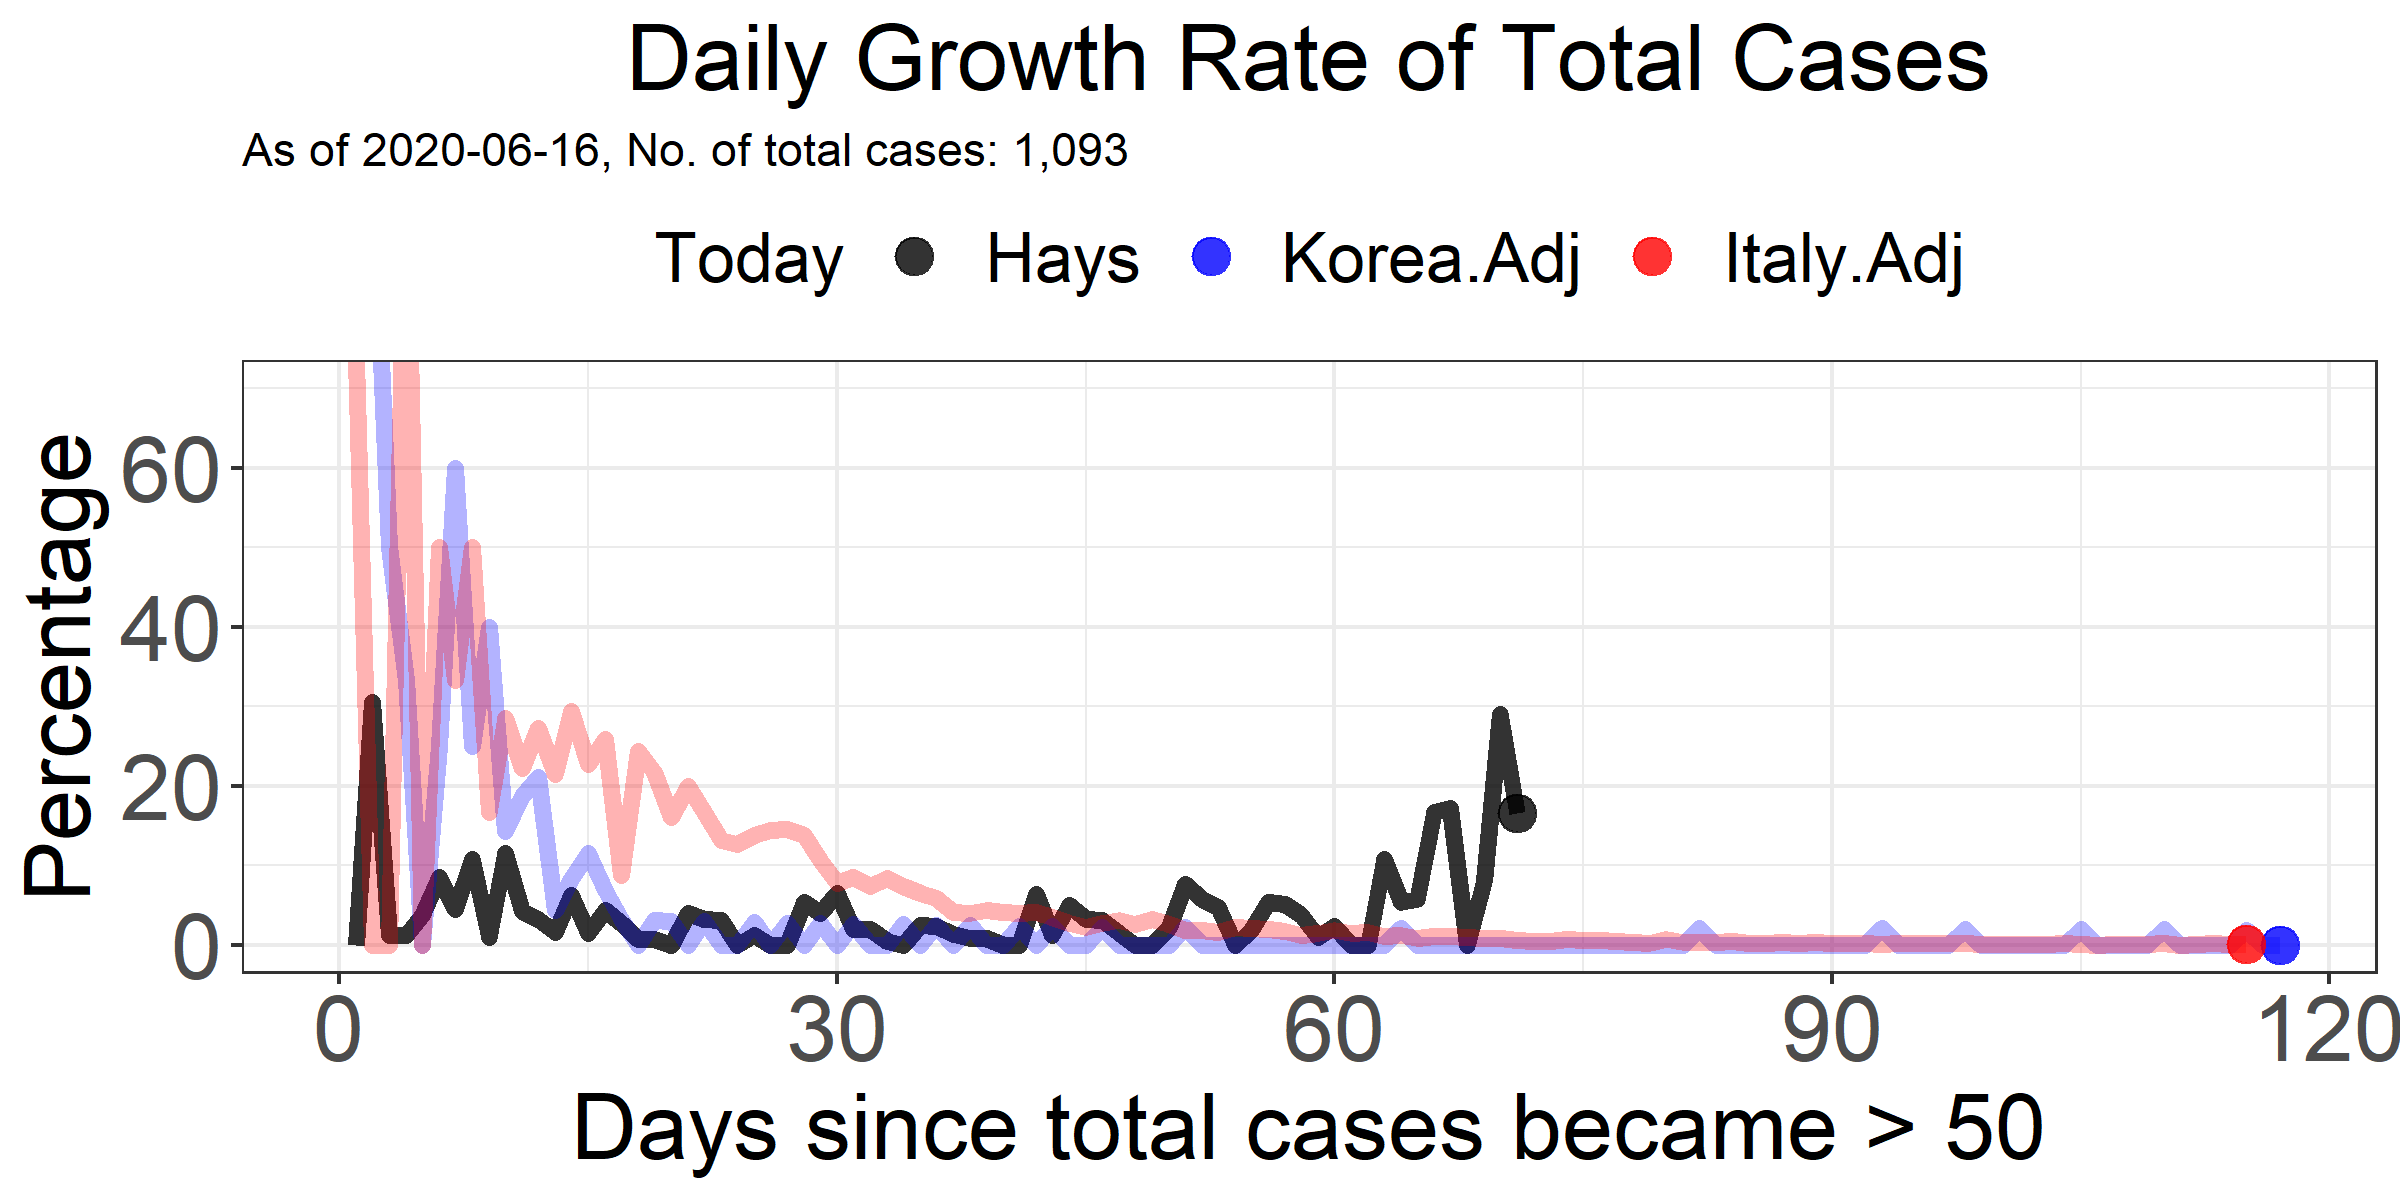 Daily Growth Rate of Total Cases
As of 2020-06-16, No. of total cases: 1,093
Today Hays Korea.Adj Italy.Adj
Percentage
60
40
20
0
0 30 60 90 120
Days since total cases became > 50